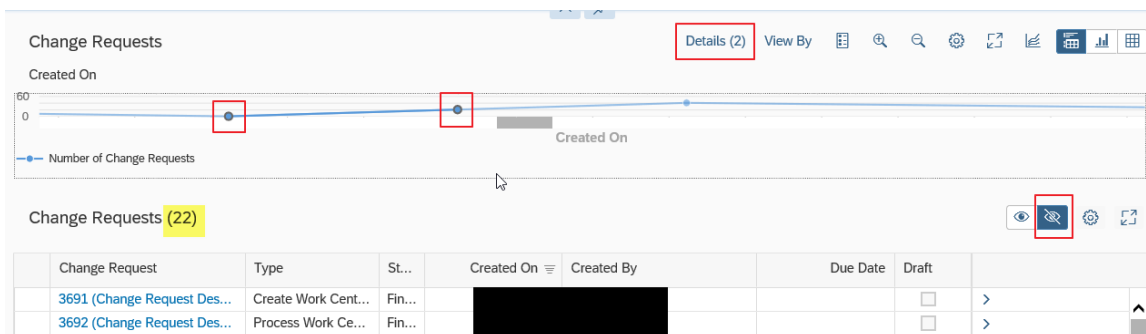 Change Requests
Details (2) View By
Created On
60
0
Created On
Number of Change Requests
Change Requests (22)
Change Request Type St... Created On Created By Due Date Draft
3691 (Change Request Des... Create Work Cent... Fin...
3692 (Change Request Des... Process Work Ce... Fin...